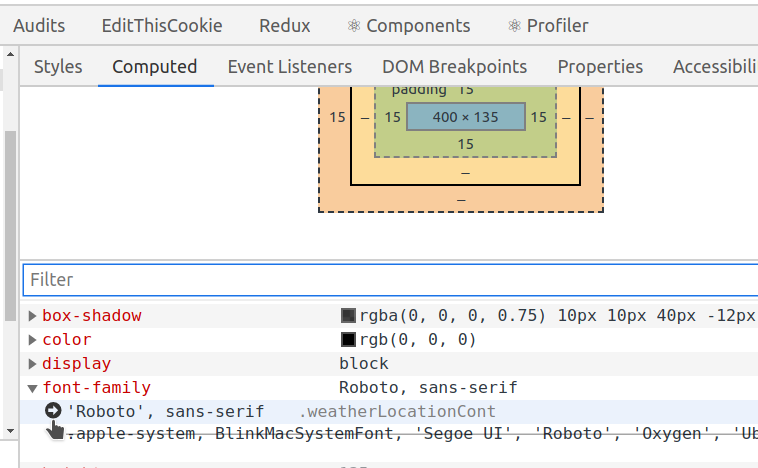 Audits EditThisCookie Redux Components Profiler
Styles Computed Event Listeners DOM Breakpoints Properties Accessibili
padding 15
15 – 15 400 × 135 15 – –
15
–
–
Filter
box-shadow rgba(0, 0, 0, 0.75) 10px 10px 40px -12px
color rgb(0, 0, 0)
display block
font-family Roboto, sans-serif
'Roboto', sans-serif .weatherLocationCont
-apple-system, BlinkMacSystemFont, 'Segoe UI', 'Roboto', 'Oxygen', 'Ub